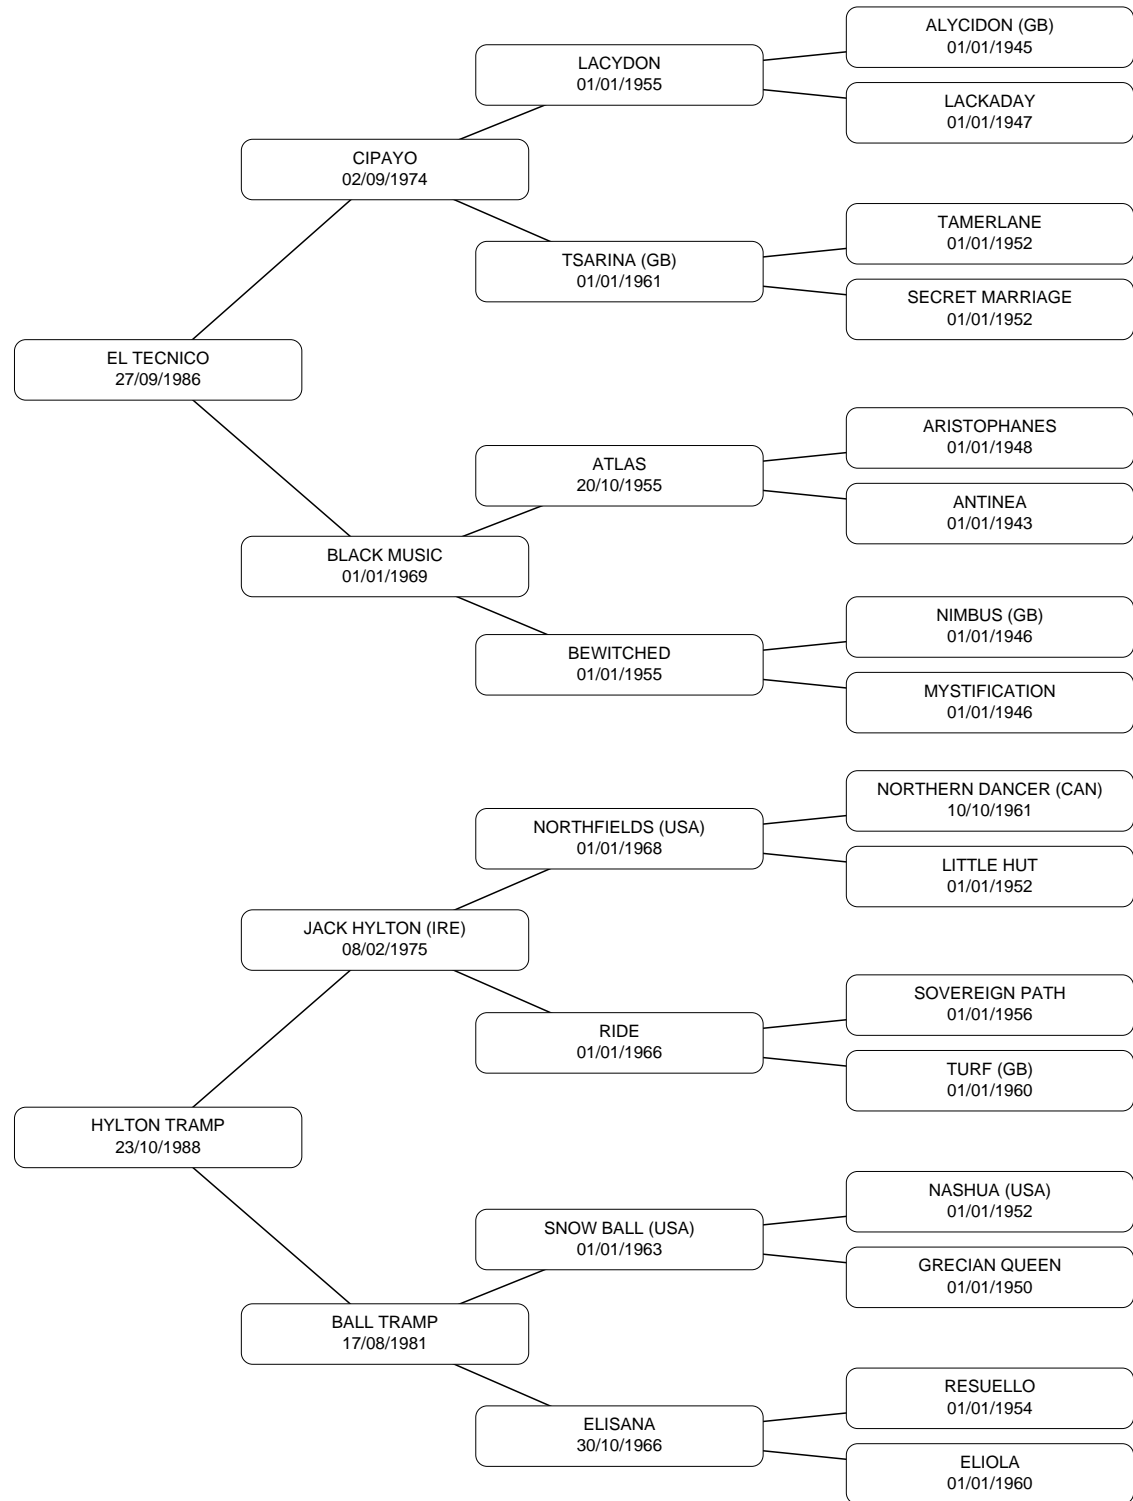 ALYCIDON (GB)
01/01/1945
LACYDON
01/01/1955
LACKADAY
01/01/1947
CIPAYO
02/09/1974
TAMERLANE
01/01/1952
TSARINA (GB)
01/01/1961
SECRET MARRIAGE
01/01/1952
EL TECNICO
27/09/1986
ARISTOPHANES
01/01/1948
ATLAS
20/10/1955
ANTINEA
01/01/1943
BLACK MUSIC
01/01/1969
NIMBUS (GB)
01/01/1946
BEWITCHED
01/01/1955
MYSTIFICATION
01/01/1946
NORTHERN DANCER (CAN)
10/10/1961
NORTHFIELDS (USA)
01/01/1968
LITTLE HUT
01/01/1952
JACK HYLTON (IRE)
08/02/1975
SOVEREIGN PATH
01/01/1956
RIDE
01/01/1966
TURF (GB)
01/01/1960
HYLTON TRAMP
23/10/1988
NASHUA (USA)
01/01/1952
SNOW BALL (USA)
01/01/1963
GRECIAN QUEEN
01/01/1950
BALL TRAMP
17/08/1981
RESUELLO
01/01/1954
ELISANA
30/10/1966
ELIOLA
01/01/1960